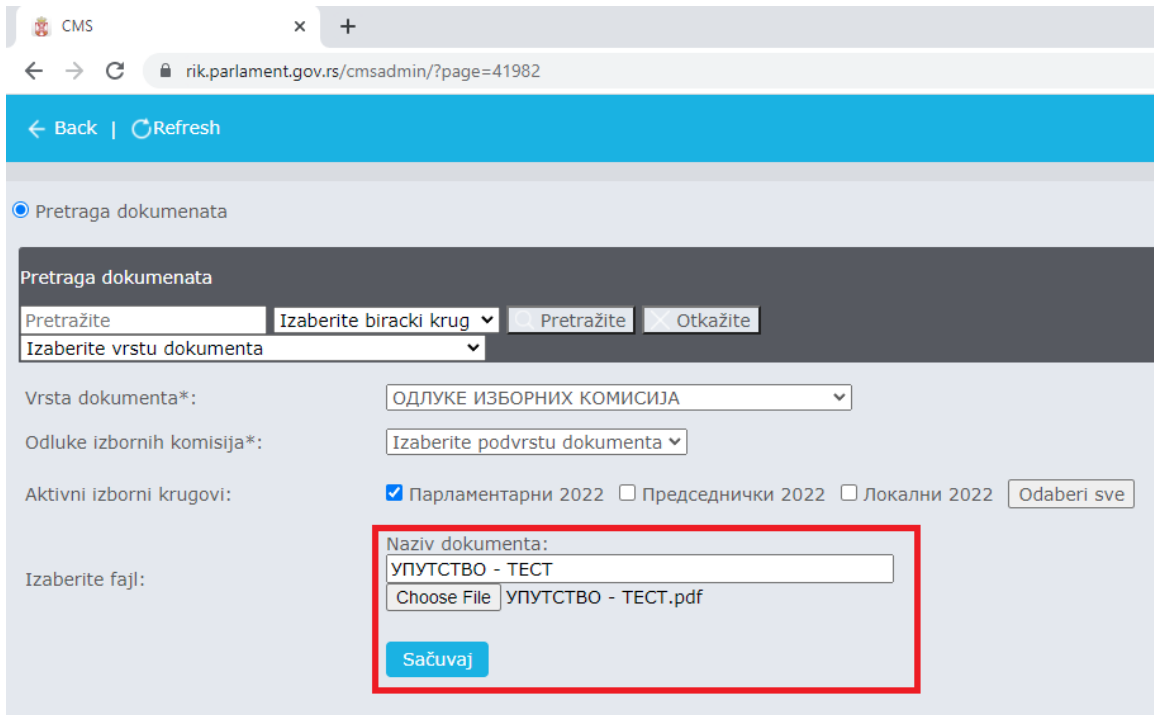 CMS
rik.parlament.gov.rs/cmsadmin/?page=41982
Back | Refresh
Pretraga dokumenata
Pretraga dokumenata
Pretražite Izaberite biracki krug Pretražite Otkažite
Izaberite vrstu dokumenta
Vrsta dokumenta*: ОДЛУКЕ ИЗБОРНИХ КОМИСИЈА
Odluke izbornih komisija*: Izaberite podvrstu dokumenta
Aktivni izborni krugovi: Парламентарни 2022 Председнички 2022 Локални 2022 Odaberi sve
Naziv dokumenta:
УПУТСТВО - ТЕСТ
Izaberite fajl:
Choose File УПУТСТВО - ТЕСТ.pdf
Sačuvaj